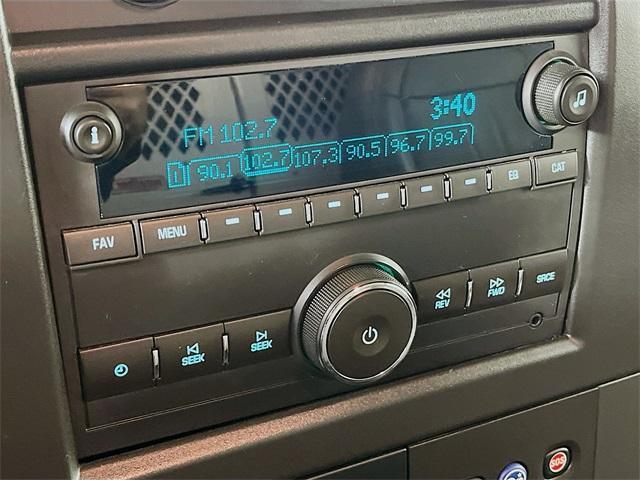 3:40
FM 102.7
1 90.1 102.7 107.3 90.5 96.7 99.7
i
FAV MENU EQ CAT
SEEK SEEK REV FWD SRCE
SOS